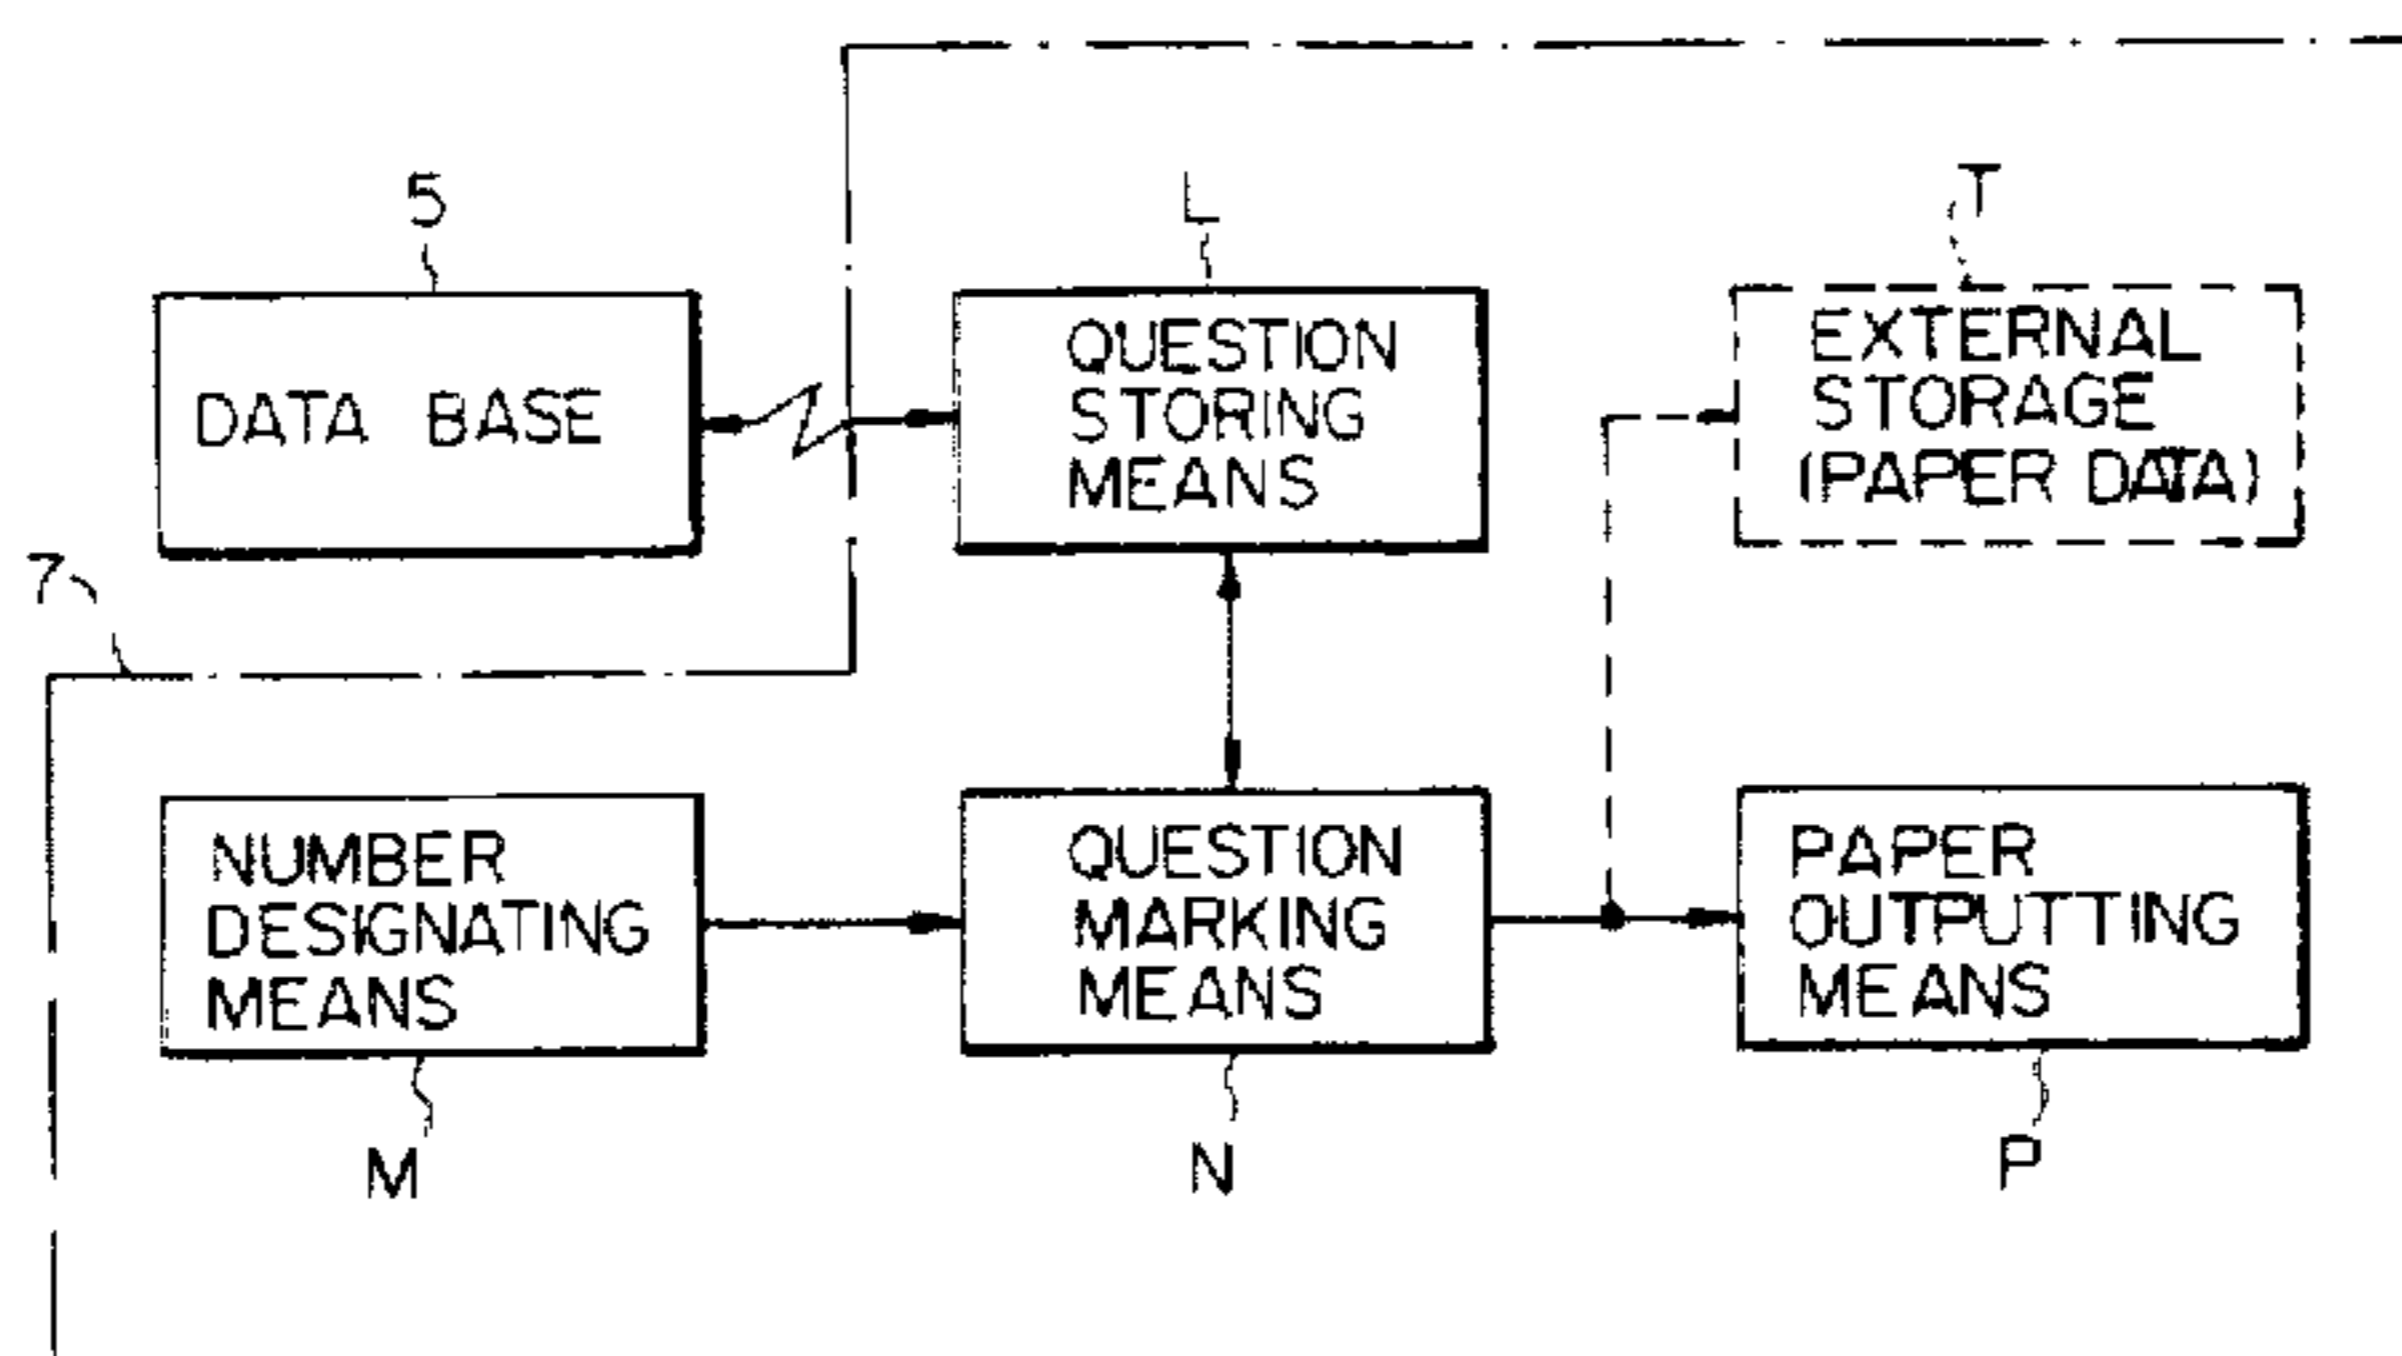 5
L
T
DATA BASE
QUESTION
STORING
MEANS
EXTERNAL
STORAGE
(PAPER DATA)
7
NUMBER
DESIGNATING
MEANS
QUESTION
MARKING
MEANS
PAPER
OUTPUTTING
MEANS
M
N
P